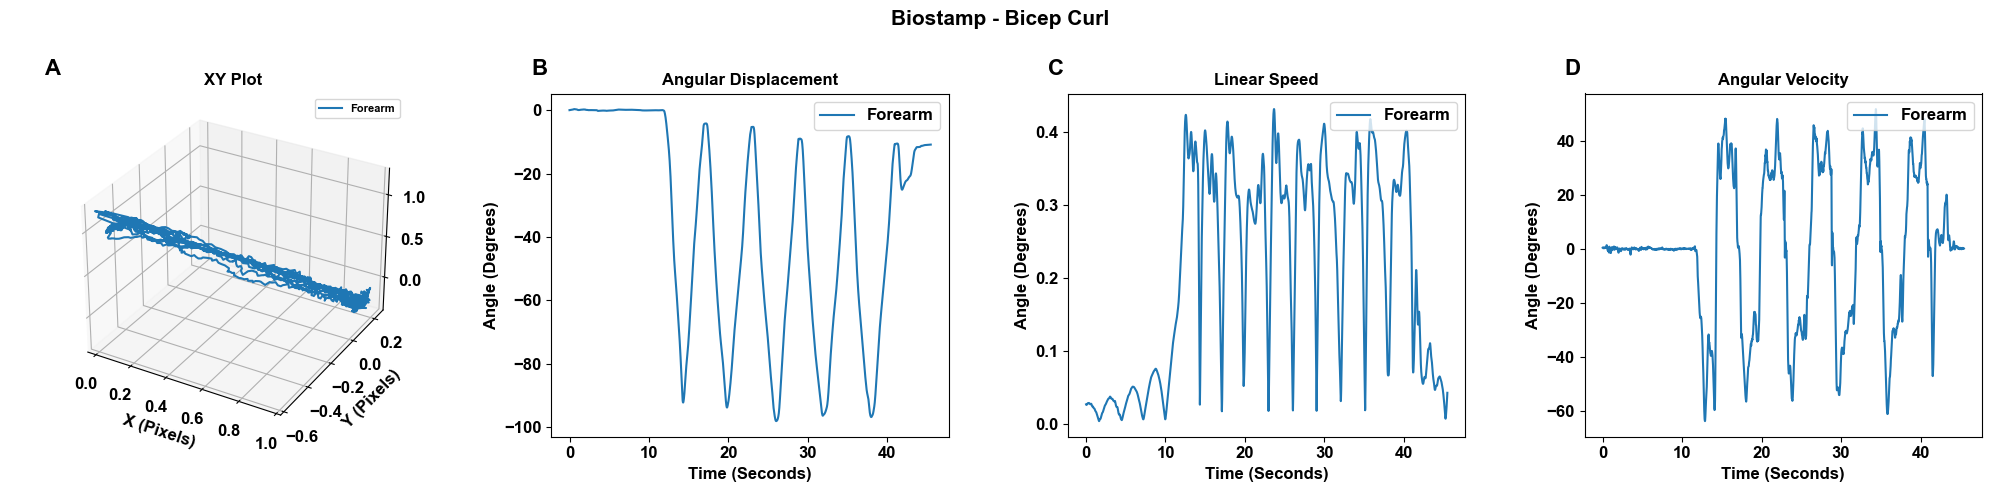 Biostamp - Bicep Curl
A
XY Plot
Forearm
1.0
0.5
0.0
0.2
0.0
−0.2
−0.4
−0.6
Y (Pixels)
0.0
0.2
0.4
0.6
0.8
1.0
X (Pixels)
B
Angular Displacement
Forearm
Angle (Degrees)
0
−20
−40
−60
−80
−100
0 10 20 30 40
Time (Seconds)
C
Linear Speed
Forearm
Angle (Degrees)
0.4
0.3
0.2
0.1
0.0
0 10 20 30 40
Time (Seconds)
D
Angular Velocity
Forearm
Angle (Degrees)
40
20
0
−20
−40
−60
0 10 20 30 40
Time (Seconds)